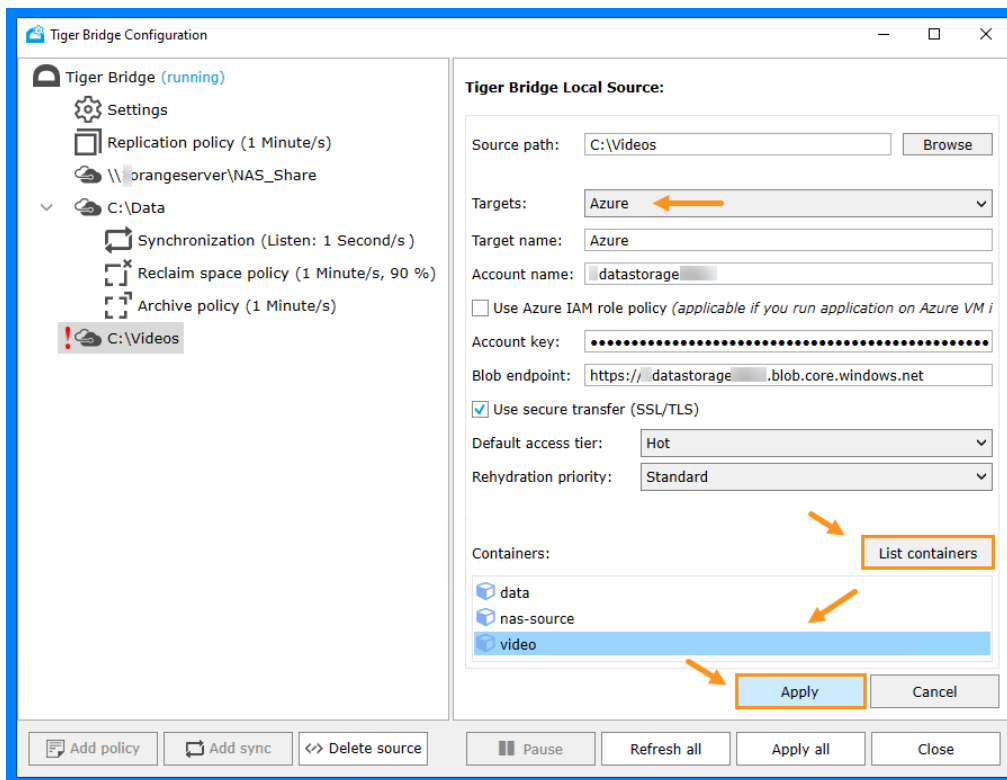 Tiger Bridge Configuration
Tiger Bridge (running)
Settings
Replication policy (1 Minute/s)
\\ orangeserver\NAS_Share
C:\Data
Synchronization (Listen: 1 Second/s )
Reclaim space policy (1 Minute/s, 90 %)
Archive policy (1 Minute/s)
C:\Videos
Tiger Bridge Local Source:
Source path: C:\Videos Browse
Targets: Azure
Target name: Azure
Account name: datastorage
Use Azure IAM role policy (applicable if you run application on Azure VM i
Account key: ••••••••••••••••••••••••••••••••••••••••••••••••••
Blob endpoint: https:// datastorage .blob.core.windows.net
Use secure transfer (SSL/TLS)
Default access tier: Hot
Rehydration priority: Standard
Containers: List containers
data
nas-source
video
Apply Cancel
Add policy Add sync Delete source Pause Refresh all Apply all Close